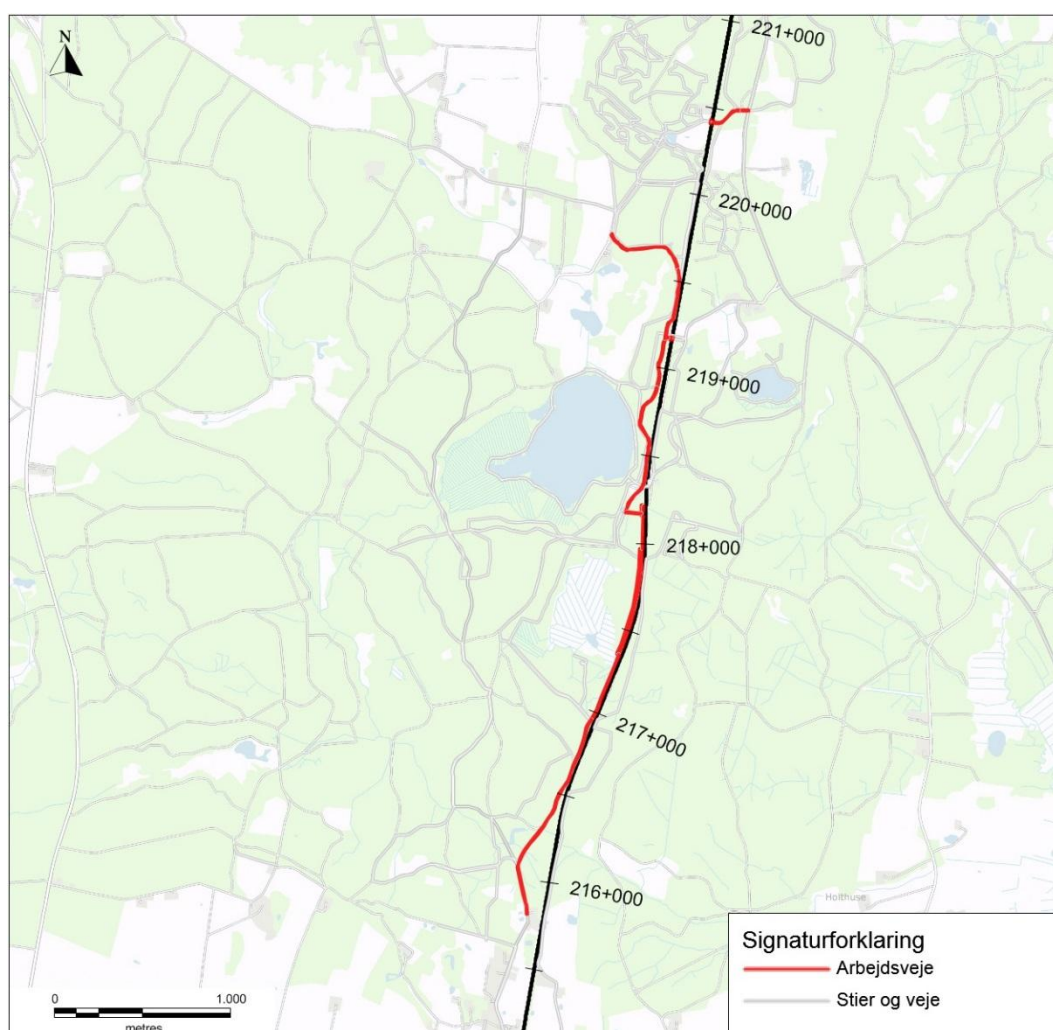 N
221+000
220+000
219+000
218+000
217+000
216+000
Holthuse
Signaturforklaring
Arbejdsveje
Stier og veje
0
1.000
metres